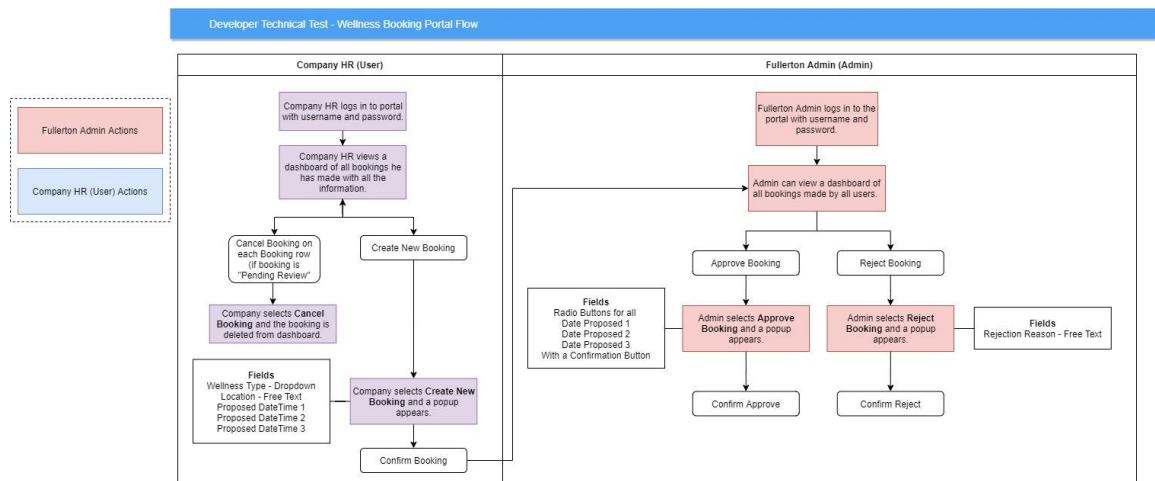 Developer Technical Test - Wellness Booking Portal Flow
Company HR (User)
Fullerton Admin (Admin)
Fullerton Admin Actions
Company HR (User) Actions
Company HR logs in to portal
with username and password.
Company HR views a
dashboard of all bookings he
has made with all the
information.
Cancel Booking on
each Booking row
(if booking is
"Pending Review"
Create New Booking
Company selects Cancel
Booking and the booking is
deleted from dashboard.
Fields
Wellness Type - Dropdown
Location - Free Text
Proposed DateTime 1
Proposed DateTime 2
Proposed DateTime 3
Company selects Create New
Booking and a popup
appears.
Confirm Booking
Fullerton Admin logs in to the
portal with username and
password.
Admin can view a dashboard of
all bookings made by all users.
Approve Booking
Reject Booking
Fields
Radio Buttons for all
Date Proposed 1
Date Proposed 2
Date Proposed 3
With a Confirmation Button
Admin selects Approve
Booking and a popup
appears.
Admin selects Reject
Booking and a popup
appears.
Fields
Rejection Reason - Free Text
Confirm Approve
Confirm Reject